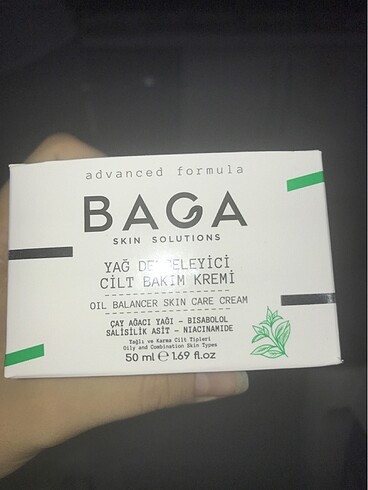 advanced formula
BAGA
SKIN SOLUTIONS
YAĞ DENGELEYİCİ
CİLT BAKIM KREMİ
OIL BALANCER SKIN CARE CREAM
ÇAY AĞACI YAĞI - BISABOLOL
SALİSİLİK ASİT - NIACINAMIDE
Yağlı ve Karma Cilt Tipleri
Oily and Combination Skin Types
50 ml ℮ 1.69 fl.oz